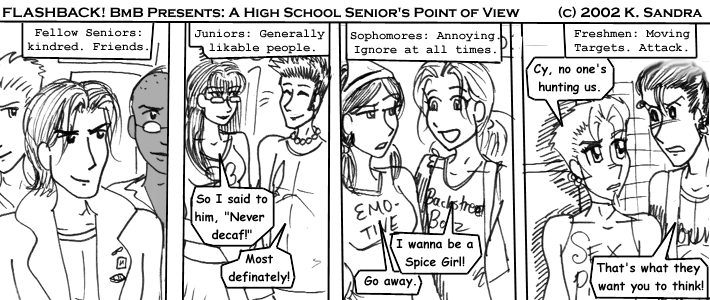 FLASHBACK! BMB PRESENTS: A HIGH SCHOOL SENIOR'S POINT OF VIEW (C) 2002 K. SANDRA
Fellow Seniors:
kindred. Friends.
Juniors: Generally
likable people.
So I said to
him, "Never
decaf!"
Most
definately!
Sophomores: Annoying.
Ignore at all times.
EMO-
TIVE
Backstreet
Boyz
I wanna be a
Spice Girl!
Go away.
Freshmen: Moving
Targets. Attack.
Cy, no one's
hunting us.
SEX
That's what they
want you to think!